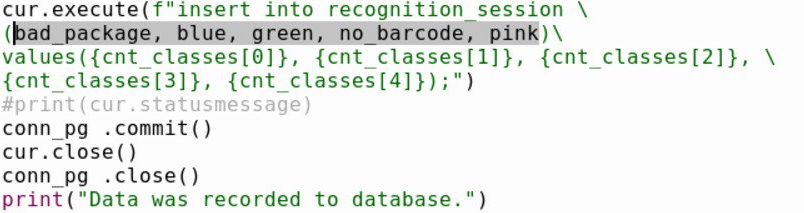 cur.execute(f"insert into recognition_session \
(bad_package, blue, green, no_barcode, pink)\
values({cnt_classes[0]}, {cnt_classes[1]}, {cnt_classes[2]}, \
{cnt_classes[3]}, {cnt_classes[4]});")
#print(cur.statusmessage)
conn_pg .commit()
cur.close()
conn_pg .close()
print("Data was recorded to database.")